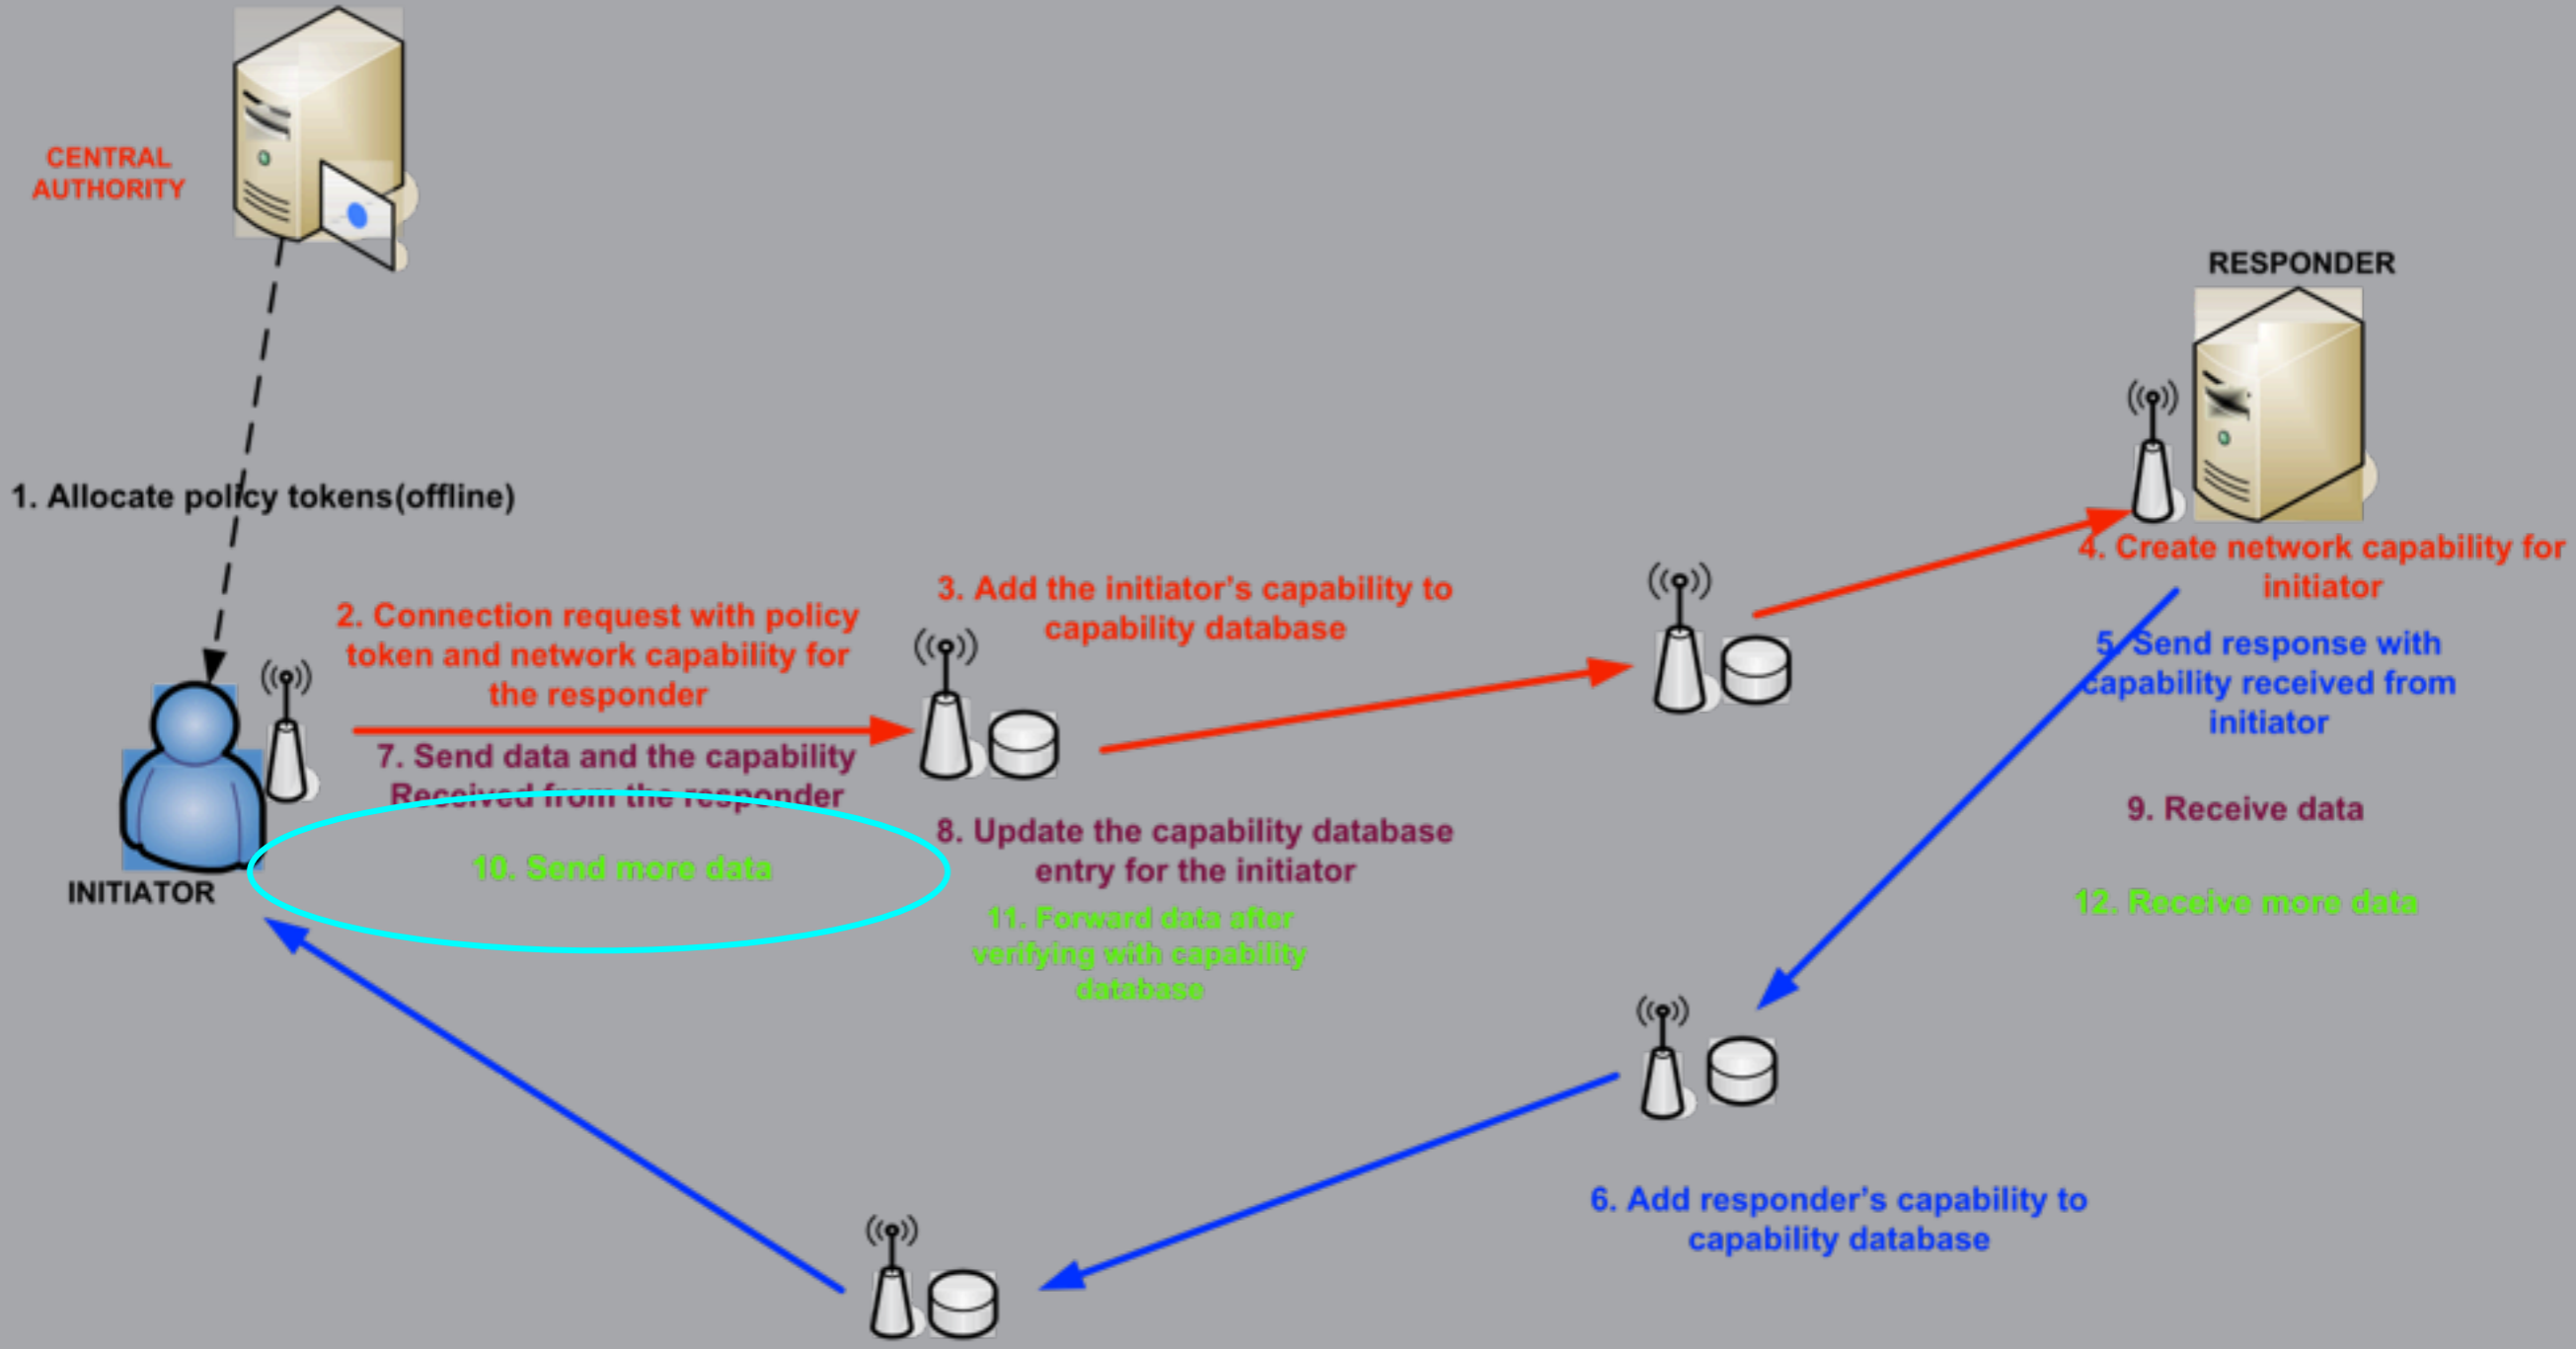 CENTRAL
AUTHORITY
RESPONDER
1. Allocate policy tokens(offline)
2. Connection request with policy
token and network capability for
the responder
3. Add the initiator's capability to
capability database
4. Create network capability for
initiator
5. Send response with
capability received from
initiator
7. Send data and the capability
Received from the responder
8. Update the capability database
entry for the initiator
9. Receive data
10. Send more data
INITIATOR
11. Forward data after
verifying with capability
database
12. Receive more data
6. Add responder's capability to
capability database